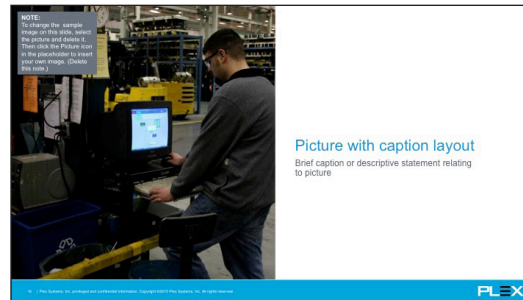 NOTE:
To change the sample
image on this slide, select
the picture and delete it.
Then click the Picture icon
in the placeholder to insert
your own image. (Delete
this note.)
Picture with caption layout
Brief caption or descriptive statement relating
to picture
| Plex Systems, Inc. privileged and confidential information. Copyright ©2015 Plex Systems, Inc. All rights reserved.
PLEX